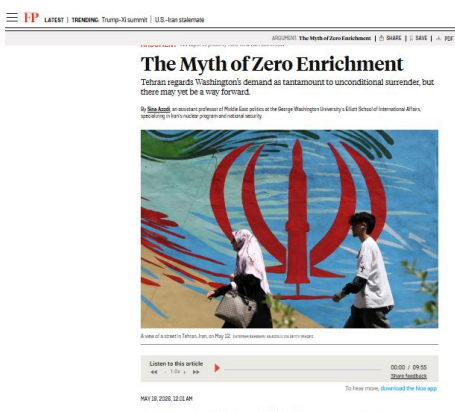 FP LATEST | TRENDING: Trump-Xi summit | U.S.-Iran stalemate
ARGUMENT The Myth of Zero Enrichment | SHARE | SAVE | PDF
ARGUMENT
The Myth of Zero Enrichment
Tehran regards Washington's demand as tantamount to unconditional surrender, but
there may yet be a way forward.
By Sina Azodi, an assistant professor of Middle East politics at the George Washington University's Elliott School of International Affairs,
specializing in Iran's nuclear program and national security.
A view of a street in Tehran, Iran, on May 12.
Listen to this article
1.0x
00:00 / 09:55
Share feedback
To hear more, download the Noa app.
MAY 19, 2026, 12:01 AM